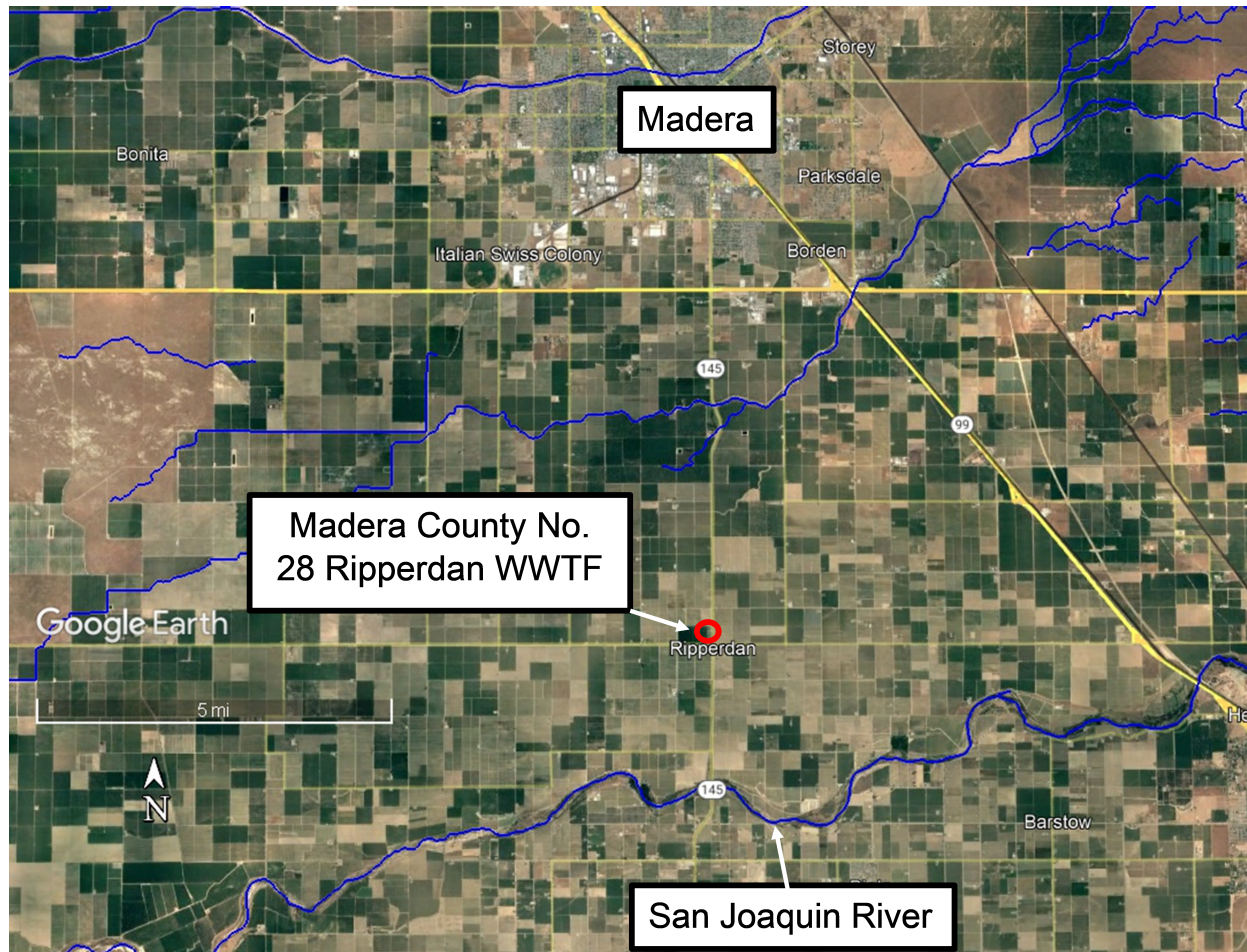 Storey
Madera
Bonita
Parksdale
Italian Swiss Colony
Borden
145
99
Madera County No.
28 Ripperdan WWTF
Google Earth
Ripperdan
5 mi
He
N
145
Barstow
San Joaquin River